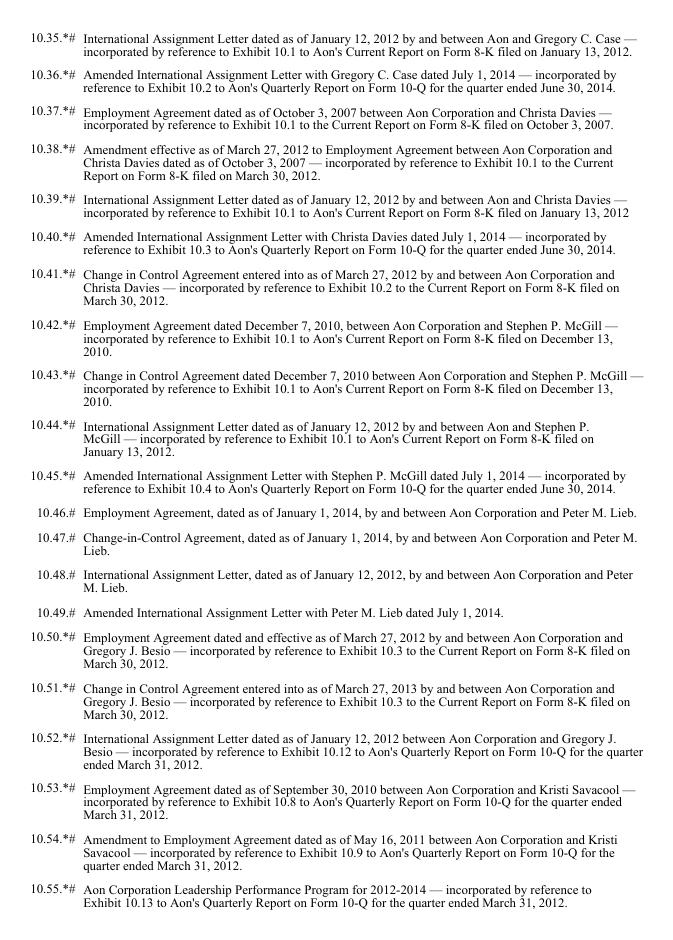 10.35.*# International Assignment Letter dated as of January 12, 2012 by and between Aon and Gregory C. Case —
incorporated by reference to Exhibit 10.1 to Aon's Current Report on Form 8-K filed on January 13, 2012.
10.36.*# Amended International Assignment Letter with Gregory C. Case dated July 1, 2014 — incorporated by
reference to Exhibit 10.2 to Aon's Quarterly Report on Form 10-Q for the quarter ended June 30, 2014.
10.37.*# Employment Agreement dated as of October 3, 2007 between Aon Corporation and Christa Davies —
incorporated by reference to Exhibit 10.1 to the Current Report on Form 8-K filed on October 3, 2007.
10.38.*# Amendment effective as of March 27, 2012 to Employment Agreement between Aon Corporation and
Christa Davies dated as of October 3, 2007 — incorporated by reference to Exhibit 10.1 to the Current
Report on Form 8-K filed on March 30, 2012.
10.39.*# International Assignment Letter dated as of January 12, 2012 by and between Aon and Christa Davies —
incorporated by reference to Exhibit 10.1 to Aon's Current Report on Form 8-K filed on January 13, 2012
10.40.*# Amended International Assignment Letter with Christa Davies dated July 1, 2014 — incorporated by
reference to Exhibit 10.3 to Aon's Quarterly Report on Form 10-Q for the quarter ended June 30, 2014.
10.41.*# Change in Control Agreement entered into as of March 27, 2012 by and between Aon Corporation and
Christa Davies — incorporated by reference to Exhibit 10.2 to the Current Report on Form 8-K filed on
March 30, 2012.
10.42.*# Employment Agreement dated December 7, 2010, between Aon Corporation and Stephen P. McGill —
incorporated by reference to Exhibit 10.1 to Aon's Current Report on Form 8-K filed on December 13,
2010.
10.43.*# Change in Control Agreement dated December 7, 2010 between Aon Corporation and Stephen P. McGill —
incorporated by reference to Exhibit 10.1 to Aon's Current Report on Form 8-K filed on December 13,
2010.
10.44.*# International Assignment Letter dated as of January 12, 2012 by and between Aon and Stephen P.
McGill — incorporated by reference to Exhibit 10.1 to Aon's Current Report on Form 8-K filed on
January 13, 2012.
10.45.*# Amended International Assignment Letter with Stephen P. McGill dated July 1, 2014 — incorporated by
reference to Exhibit 10.4 to Aon's Quarterly Report on Form 10-Q for the quarter ended June 30, 2014.
10.46.# Employment Agreement, dated as of January 1, 2014, by and between Aon Corporation and Peter M. Lieb.
10.47.# Change-in-Control Agreement, dated as of January 1, 2014, by and between Aon Corporation and Peter M.
Lieb.
10.48.# International Assignment Letter, dated as of January 12, 2012, by and between Aon Corporation and Peter
M. Lieb.
10.49.# Amended International Assignment Letter with Peter M. Lieb dated July 1, 2014.
10.50.*# Employment Agreement dated and effective as of March 27, 2012 by and between Aon Corporation and
Gregory J. Besio — incorporated by reference to Exhibit 10.3 to the Current Report on Form 8-K filed on
March 30, 2012.
10.51.*# Change in Control Agreement entered into as of March 27, 2013 by and between Aon Corporation and
Gregory J. Besio — incorporated by reference to Exhibit 10.3 to the Current Report on Form 8-K filed on
March 30, 2012.
10.52.*# International Assignment Letter dated as of January 12, 2012 between Aon Corporation and Gregory J.
Besio — incorporated by reference to Exhibit 10.12 to Aon's Quarterly Report on Form 10-Q for the quarter
ended March 31, 2012.
10.53.*# Employment Agreement dated as of September 30, 2010 between Aon Corporation and Kristi Savacool —
incorporated by reference to Exhibit 10.8 to Aon's Quarterly Report on Form 10-Q for the quarter ended
March 31, 2012.
10.54.*# Amendment to Employment Agreement dated as of May 16, 2011 between Aon Corporation and Kristi
Savacool — incorporated by reference to Exhibit 10.9 to Aon's Quarterly Report on Form 10-Q for the
quarter ended March 31, 2012.
10.55.*# Aon Corporation Leadership Performance Program for 2012-2014 — incorporated by reference to
Exhibit 10.13 to Aon's Quarterly Report on Form 10-Q for the quarter ended March 31, 2012.